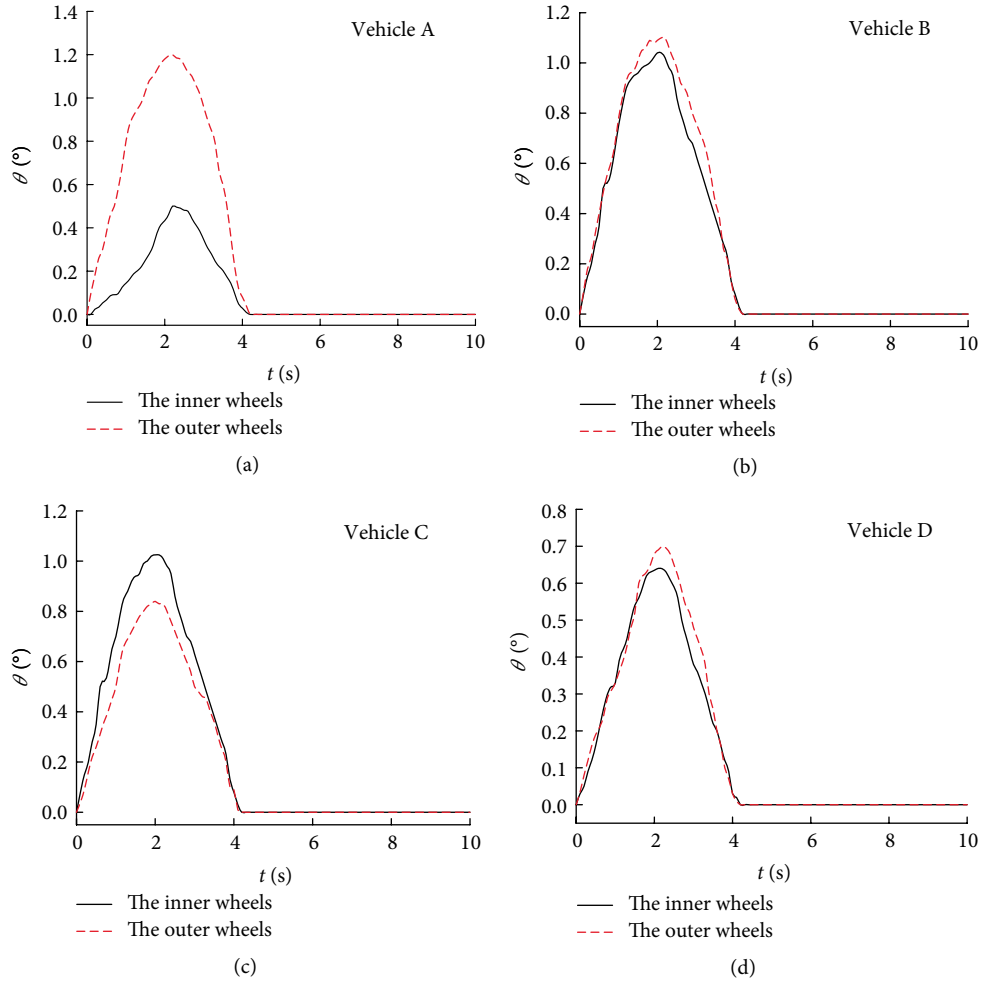 Vehicle A
1.4
1.2
1.0
0.8
0.6
0.4
0.2
0.0
θ (°)
0 2 4 6 8 10
t (s)
The inner wheels
The outer wheels
(a)
Vehicle B
1.2
1.0
0.8
0.6
0.4
0.2
0.0
θ (°)
0 2 4 6 8 10
t (s)
The inner wheels
The outer wheels
(b)
Vehicle C
1.2
1.0
0.8
0.6
0.4
0.2
0.0
θ (°)
0 2 4 6 8 10
t (s)
The inner wheels
The outer wheels
(c)
Vehicle D
0.8
0.7
0.6
0.5
0.4
0.3
0.2
0.1
0.0
θ (°)
0 2 4 6 8 10
t (s)
The inner wheels
The outer wheels
(d)